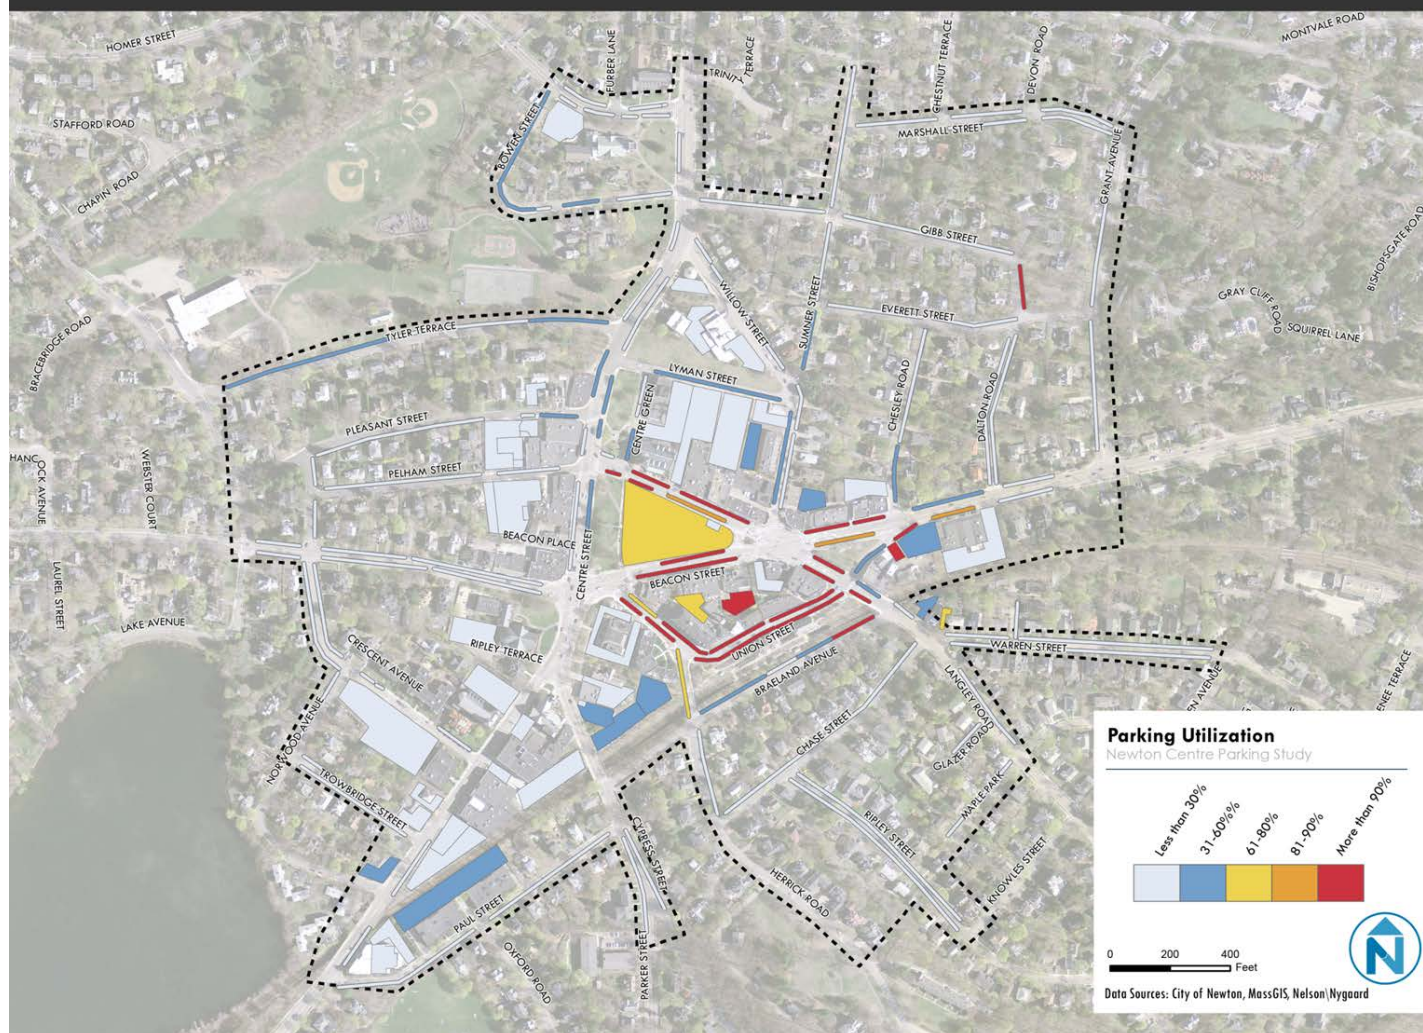 HOMER STREET
STAFFORD ROAD
CHAPIN ROAD
BRACEBRIDGE ROAD
OCK AVENUE
WEBSTER COURT
LAUREL STREET
LAKE AVENUE
FURBER LANE
TRINITY TERRACE
CHESTNUT TERRACE
DEVON ROAD
MONTVALE ROAD
BOWEN STREET
MARSHALL STREET
GRANT AVENUE
BISHOPSGATE ROAD
GIBB STREET
GRAY CLIFF ROAD
SQUIRREL LANE
WILLOW STREET
SUMNER STREET
EVERETT STREET
TYLER TERRACE
LYMAN STREET
CENTRE GREEN
CHESLEY ROAD
DALTON ROAD
PLEASANT STREET
PELHAM STREET
BEACON PLACE
CENTRE STREET
BEACON STREET
UNION STREET
BRAELAND AVENUE
WARREN STREET
RIPLEY TERRACE
CRESCENT AVENUE
NORWOOD AVENUE
TROWBRIDGE STREET
CHASE STREET
LANGLEY ROAD
GLAZER ROAD
MAPLE PARK
RIPLEY STREET
KNOWLES STREET
CYPRESS STREET
HERRICK ROAD
PAUL STREET
OXFORD ROAD
PARKER STREET
EN AVENUE
ENEE TERRACE
Parking Utilization
Newton Centre Parking Study
Less than 30%
31-60%%
61-80%
81-90%
More than 90%
0 200 400
Feet
N
Data Sources: City of Newton, MassGIS, Nelson\Nygaard